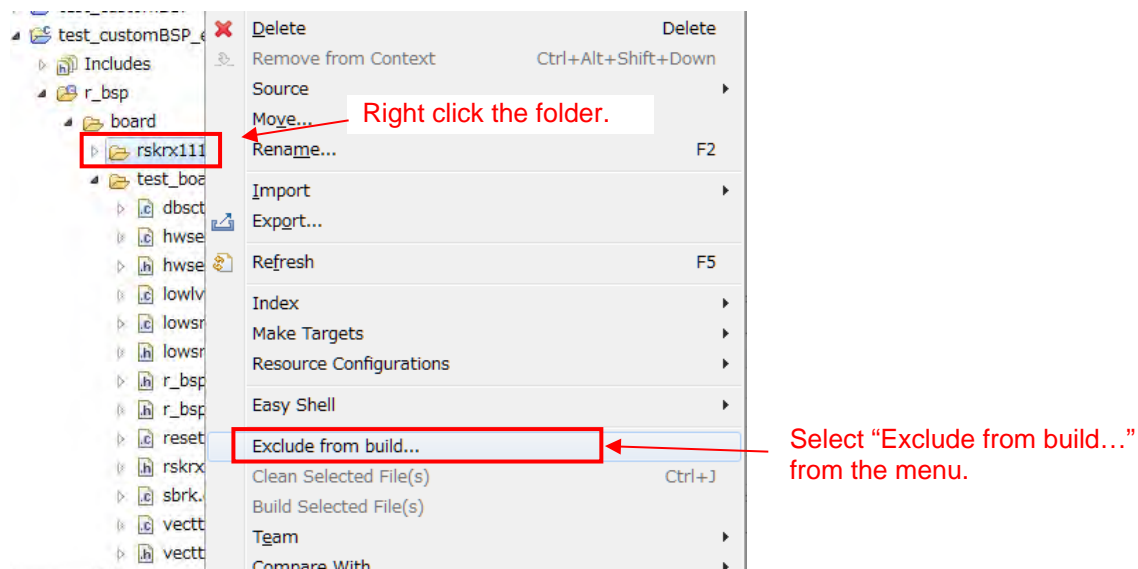 test_customBSP_e
Includes
r_bsp
board
rskrx111
test_boa
dbsct
hwse
hwse
lowlv
lowsr
lowsr
r_bsp
r_bsp
reset
rskrx
sbrk.
vectt
vectt
Delete Delete
Remove from Context Ctrl+Alt+Shift+Down
Source
Move...
Rename... F2
Import
Export...
Refresh F5
Index
Make Targets
Resource Configurations
Easy Shell
Exclude from build...
Clean Selected File(s) Ctrl+J
Build Selected File(s)
Team
Compare With
Right click the folder.
Select “Exclude from build…”
from the menu.